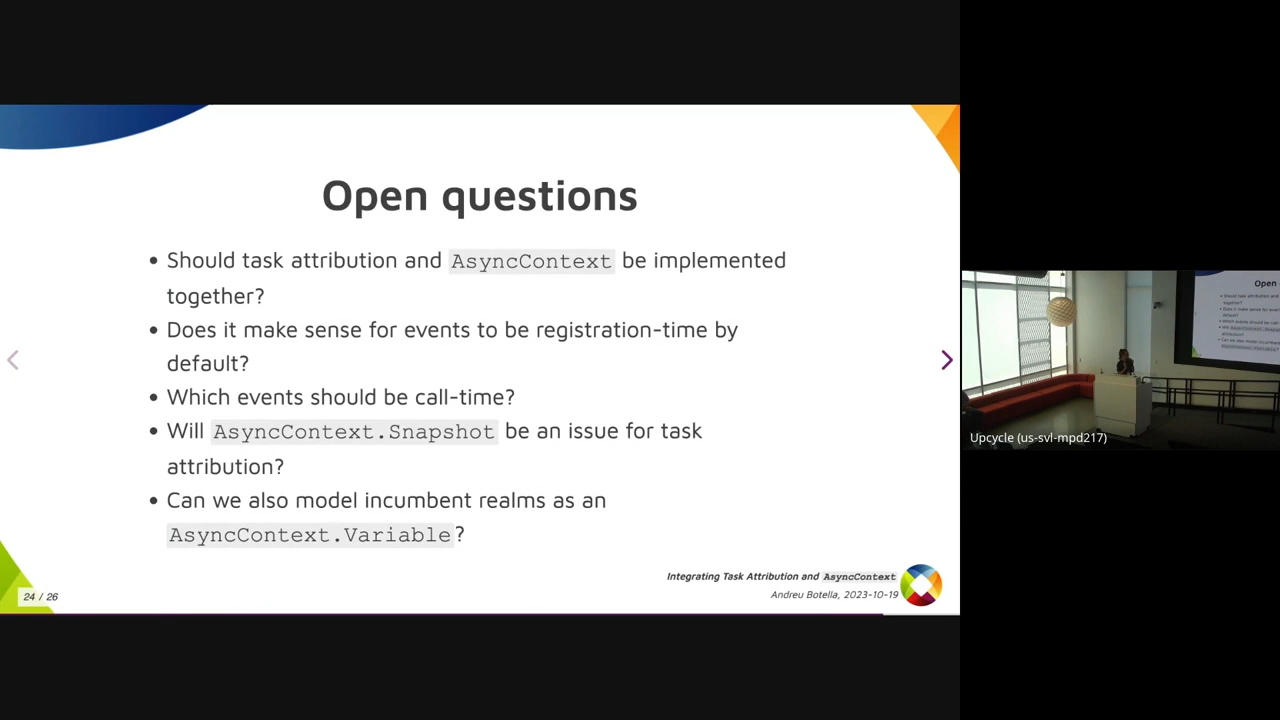 Open questions
• Should task attribution and AsyncContext be implemented
together?
• Does it make sense for events to be registration-time by
default?
• Which events should be call-time?
• Will AsyncContext.Snapshot be an issue for task
attribution?
• Can we also model incumbent realms as an
AsyncContext.Variable?
Integrating Task Attribution and AsyncContext
Andreu Botella, 2023-10-19
24 / 26
Upcycle (us-svl-mpd217)